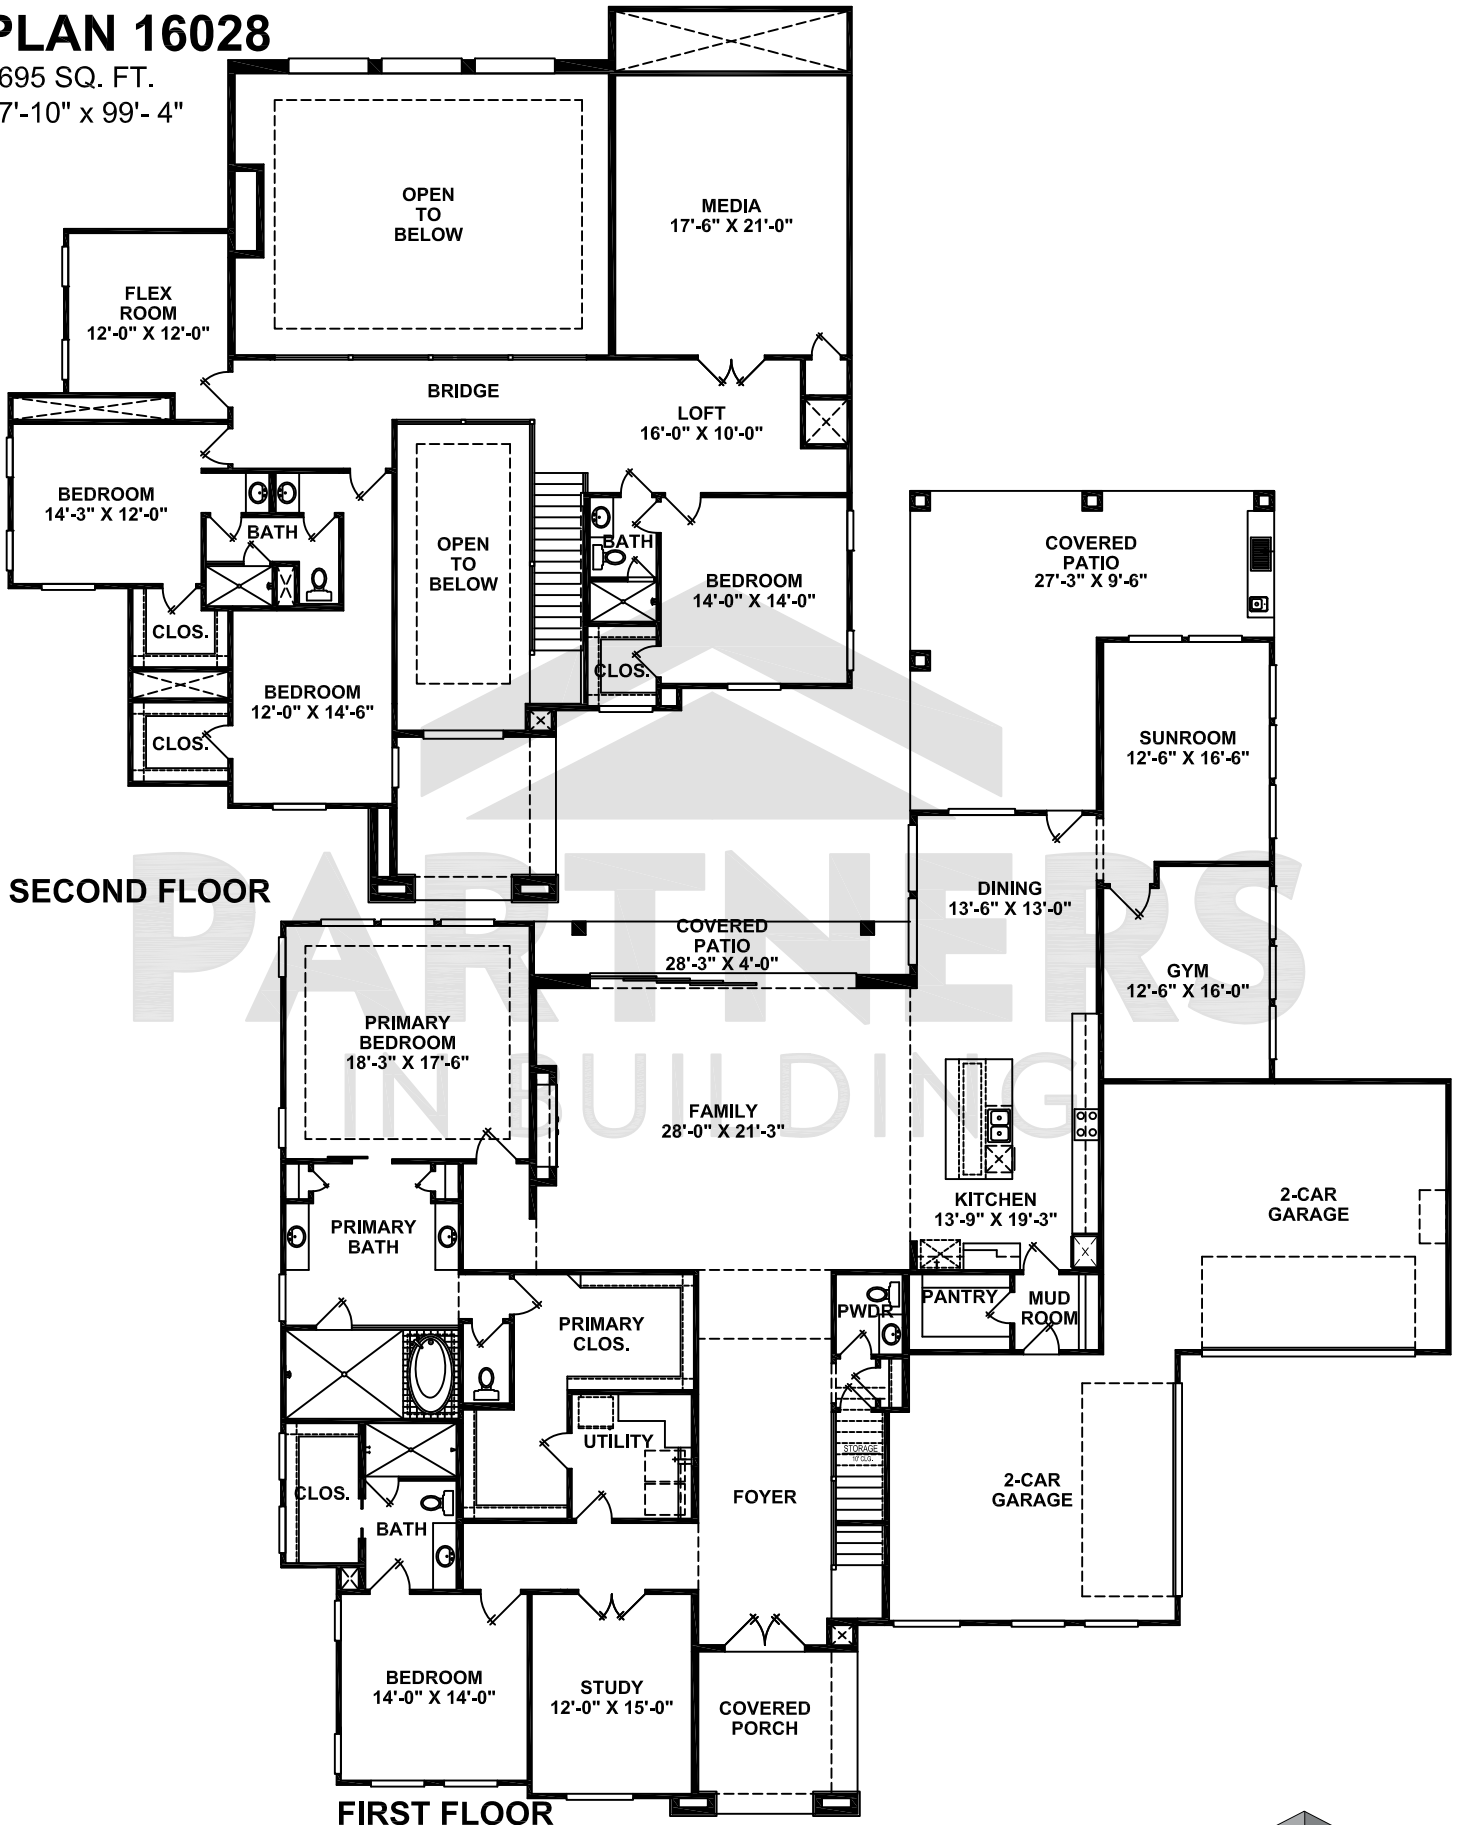 PLAN 16028
695 SQ. FT.
7'-10" x 99'- 4"
OPEN
TO
BELOW
MEDIA
17'-6" X 21'-0"
FLEX
ROOM
12'-0" X 12'-0"
BRIDGE
LOFT
16'-0" X 10'-0"
BEDROOM
14'-3" X 12'-0"
BATH
OPEN
TO
BELOW
BATH
BEDROOM
14'-0" X 14'-0"
CLOS.
CLOS.
BEDROOM
12'-0" X 14'-6"
CLOS.
SECOND FLOOR
COVERED
PATIO
27'-3" X 9'-6"
SUNROOM
12'-6" X 16'-6"
DINING
13'-6" X 13'-0"
GYM
12'-6" X 16'-0"
COVERED
PATIO
28'-3" X 4'-0"
PARTNERS
IN BUILDING
PRIMARY
BEDROOM
18'-3" X 17'-6"
FAMILY
28'-0" X 21'-3"
KITCHEN
13'-9" X 19'-3"
2-CAR
GARAGE
PRIMARY
BATH
PRIMARY
CLOS.
PWDR
PANTRY
MUD
ROOM
UTILITY
STORAGE
10' CLG.
CLOS.
BATH
FOYER
2-CAR
GARAGE
BEDROOM
14'-0" X 14'-0"
STUDY
12'-0" X 15'-0"
COVERED
PORCH
FIRST FLOOR